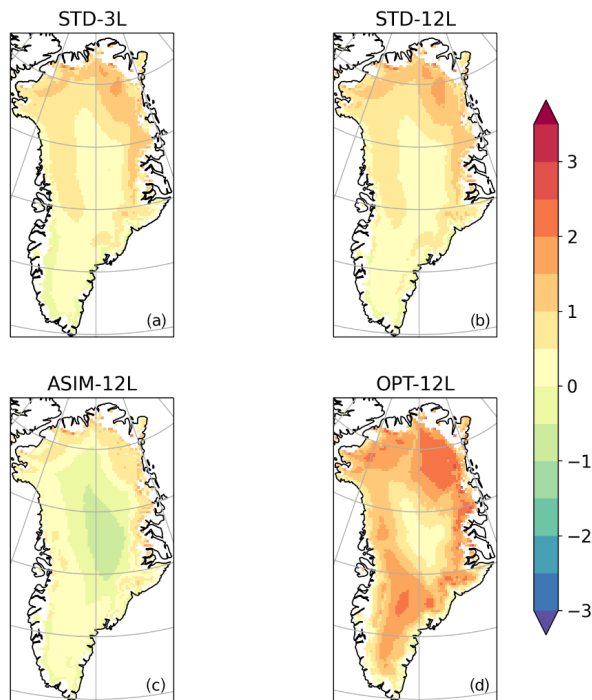 STD-3L
STD-12L
(a)
(b)
ASIM-12L
OPT-12L
(c)
(d)
3
2
1
0
−1
−2
−3